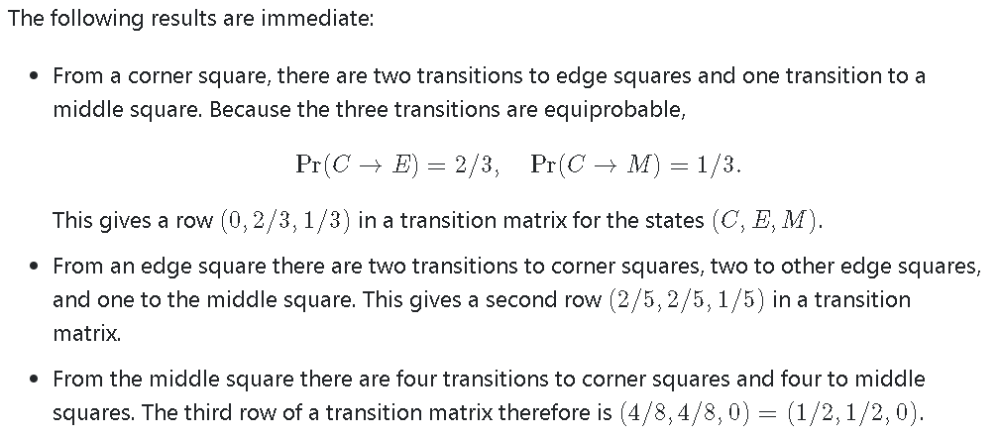 The following results are immediate:
• From a corner square, there are two transitions to edge squares and one transition to a
middle square. Because the three transitions are equiprobable,
Pr(C → E) = 2/3, Pr(C → M) = 1/3.
This gives a row (0, 2/3, 1/3) in a transition matrix for the states (C, E, M).
• From an edge square there are two transitions to corner squares, two to other edge squares,
and one to the middle square. This gives a second row (2/5, 2/5, 1/5) in a transition
matrix.
• From the middle square there are four transitions to corner squares and four to middle
squares. The third row of a transition matrix therefore is (4/8, 4/8, 0) = (1/2, 1/2, 0).